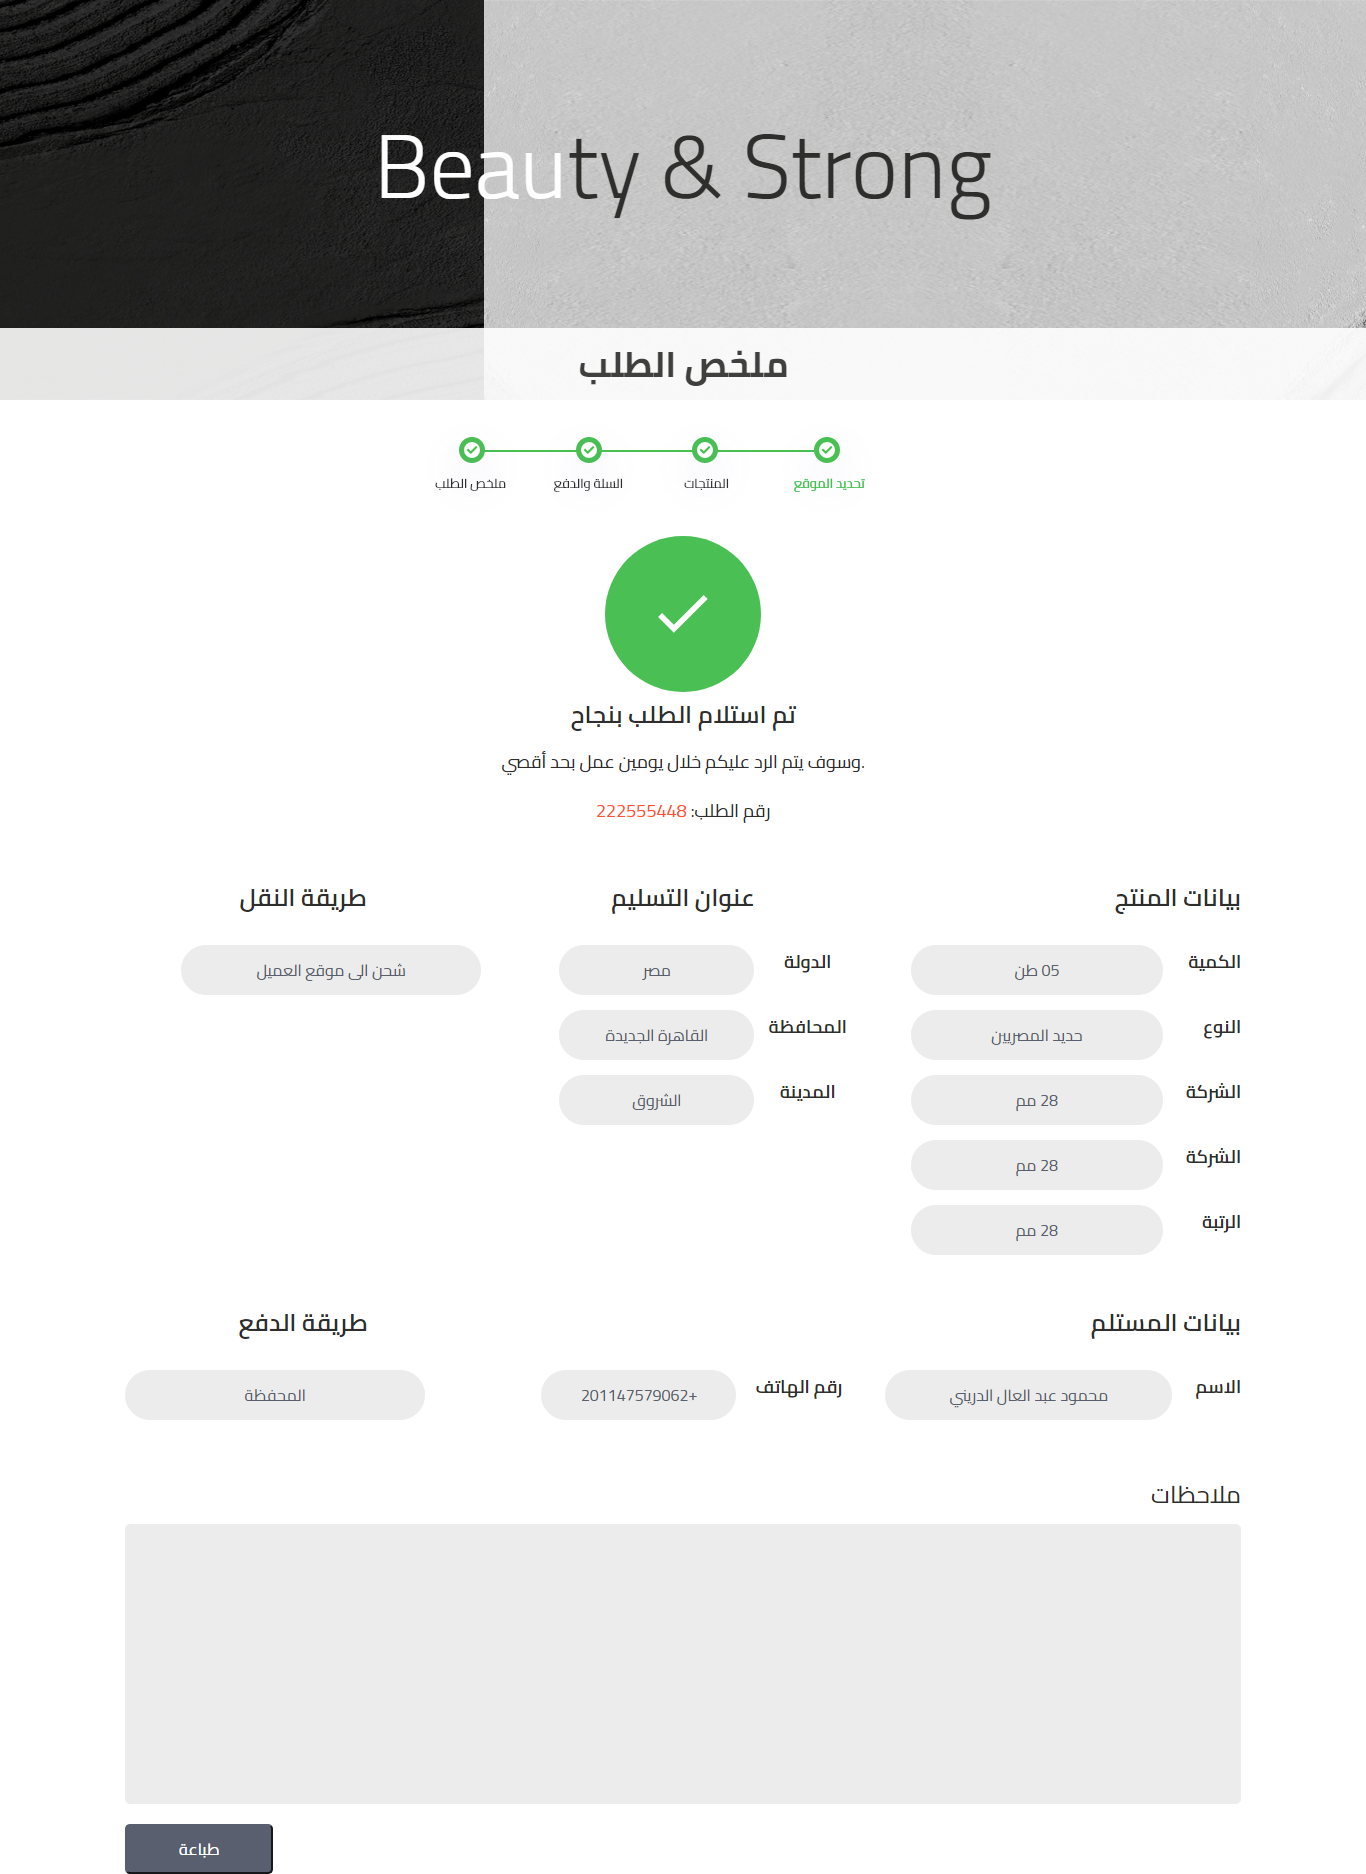 Beauty & Strong
ملخص الطلب
تحديد الموقع
المنتجات
السلة والدفع
ملخص الطلب
تم استلام الطلب بنجاح
.وسوف يتم الرد عليكم خلال يومين عمل بحد أقصي
رقم الطلب: 222555448
بيانات المنتج
الكمية
05 طن
النوع
حديد المصريين
الشركة
28 مم
الشركة
28 مم
الرتبة
28 مم
عنوان التسليم
الدولة
مصر
المحافظة
القاهرة الجديدة
المدينة
الشروق
طريقة النقل
شحن الى موقع العميل
بيانات المستلم
الاسم
محمود عبد العال الدريني
رقم الهاتف
201147579062+
طريقة الدفع
المحفظة
ملاحظات
طباعة